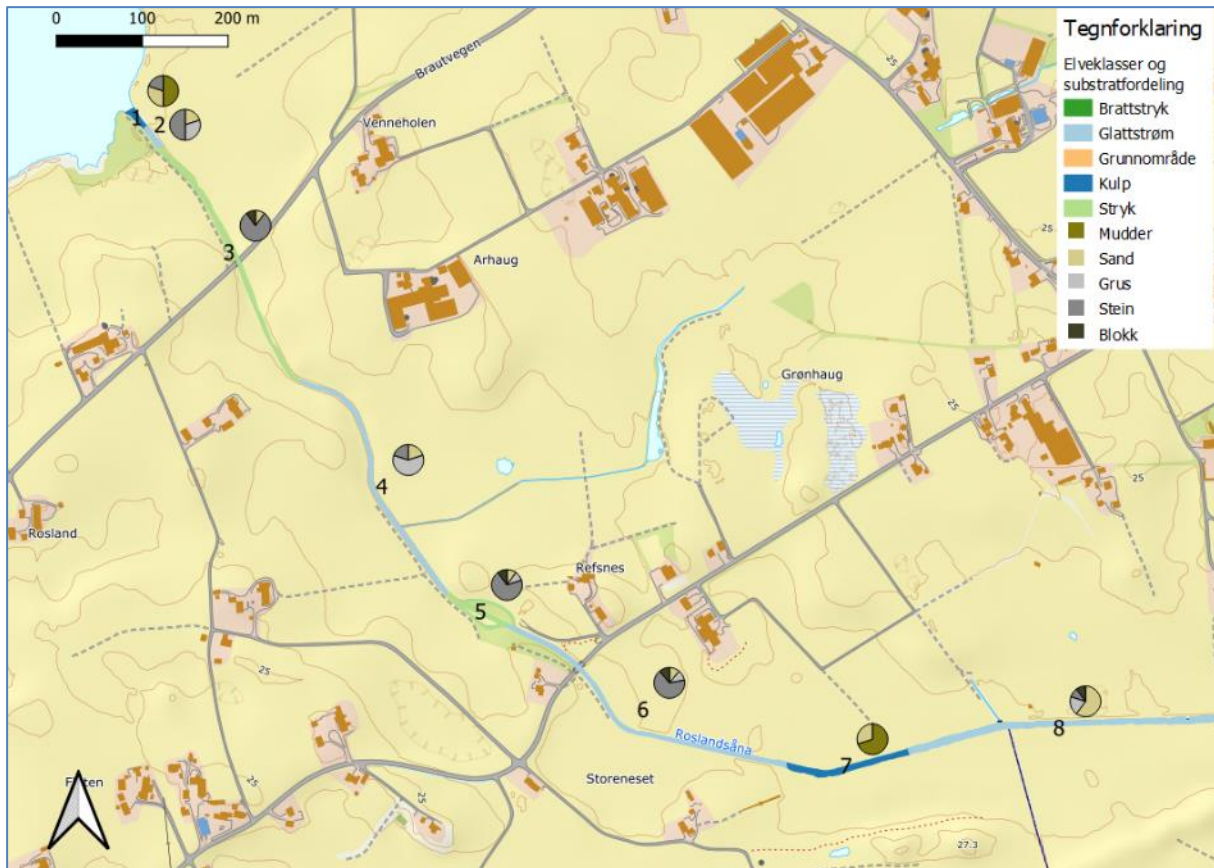 0 100 200 m
Tegnforklaring
Elveklasser og
substratfordeling
Brattstryk
Glattstrøm
Grunnområde
Kulp
Stryk
Mudder
Sand
Grus
Stein
Blokk
Brautvegen
1
2
Venneholen
25
3
Arhaug
Grønhaug
25
4
25
Rosland
Refsnes
5
25
6
Roslandsåna
8
7
Storeneset
25
25
27.3